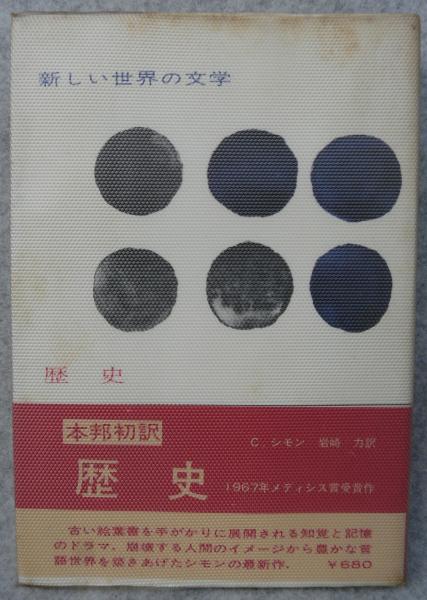 新しい世界の文学
歴史
本邦初訳
C. シモン 岩崎 力訳
歴史
1967年メディシス賞受賞作
古い絵葉書を手がかりに展開される知覚と記憶
のドラマ。崩壊する人間のイメージから豊かな言
語世界を築きあげたシモンの最新作。 ¥680